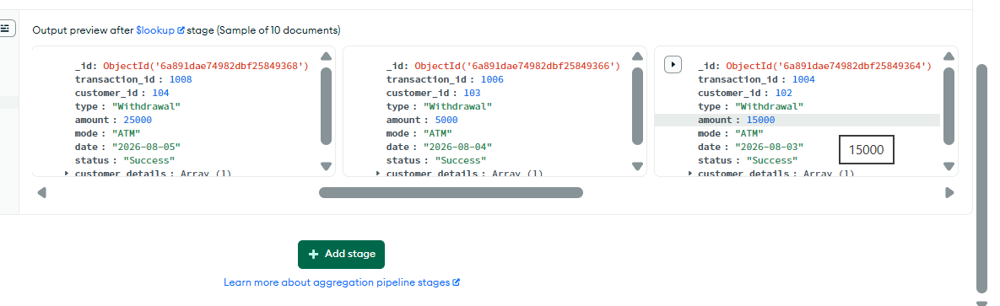 Output preview after $lookup stage (Sample of 10 documents)
_id: ObjectId('6a891dae74982dbf25849368')
transaction_id : 1008
customer_id : 104
type : "Withdrawal"
amount : 25000
mode : "ATM"
date : "2026-08-05"
status : "Success"
customer_details : Array (1)
_id: ObjectId('6a891dae74982dbf25849366')
transaction_id : 1006
customer_id : 103
type : "Withdrawal"
amount : 5000
mode : "ATM"
date : "2026-08-04"
status : "Success"
customer_details : Array (1)
_id: ObjectId('6a891dae74982dbf25849364')
transaction_id : 1004
customer_id : 102
type : "Withdrawal"
amount : 15000
mode : "ATM"
date : "2026-08-03"
status : "Success"
customer_details : Array (1)
15000
+ Add stage
Learn more about aggregation pipeline stages